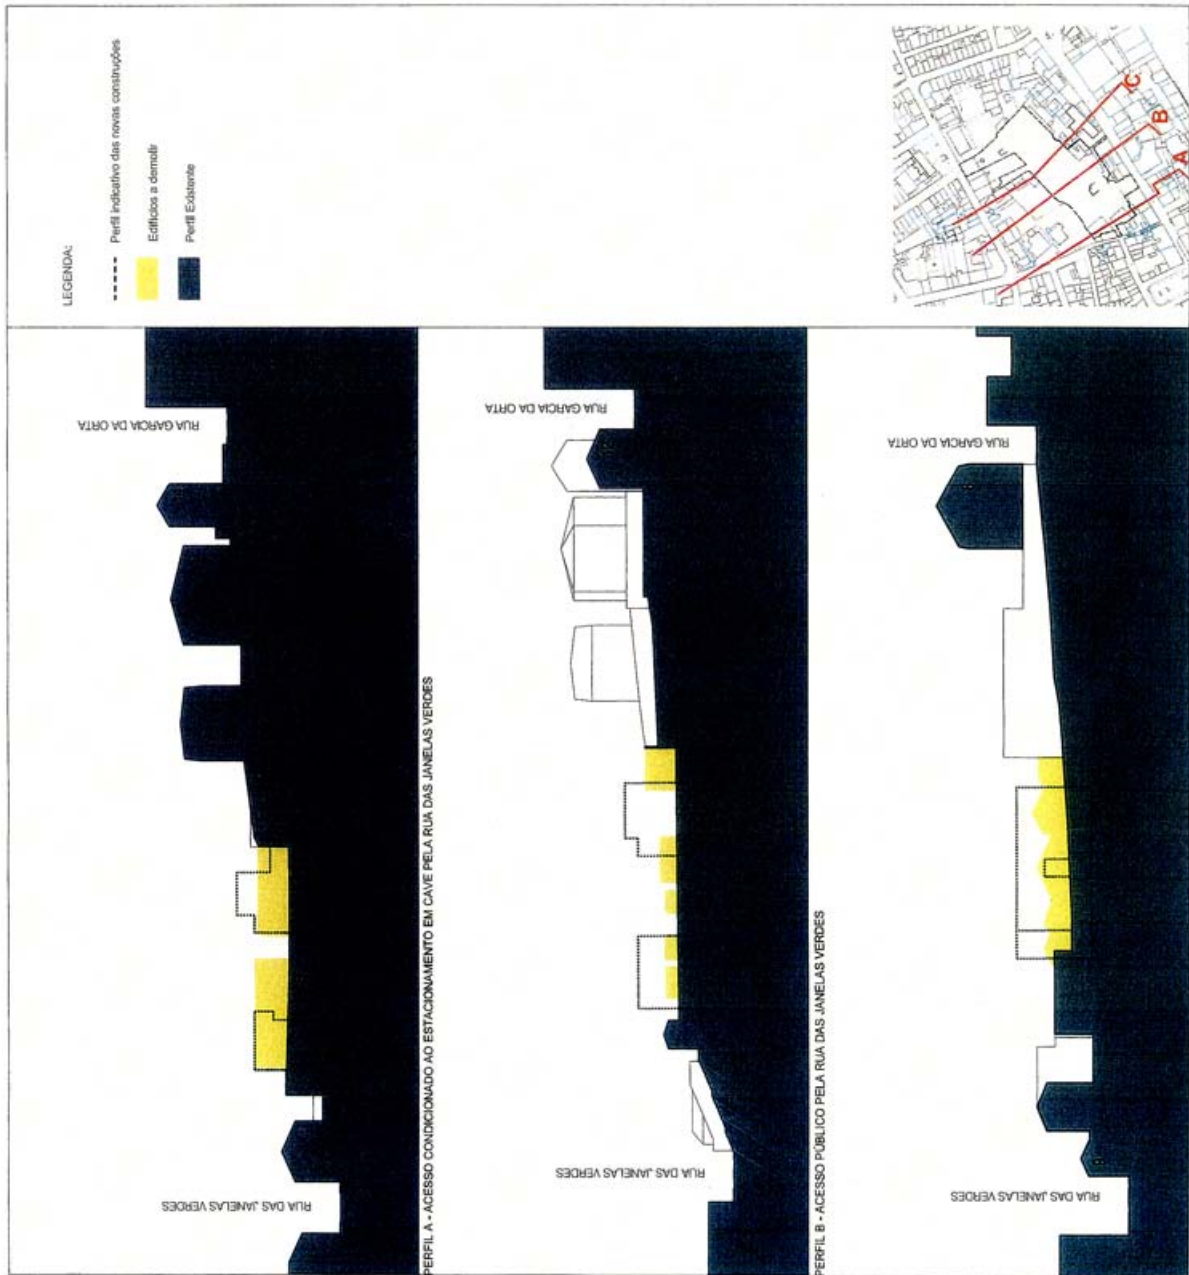 LEGENDA:
Perfil indicativo das novas construções
Edifícios a demolir
Perfil Existente
RUA DAS JANELAS VERDES
RUA GARCIA DA ORTA
PERFIL A - ACESSO CONDICIONADO AO ESTACIONAMENTO EM CAVE PELA RUA DAS JANELAS VERDES
RUA DAS JANELAS VERDES
RUA GARCIA DA ORTA
PERFIL B - ACESSO PÚBLICO PELA RUA DAS JANELAS VERDES
RUA DAS JANELAS VERDES
RUA GARCIA DA ORTA
A
B
C